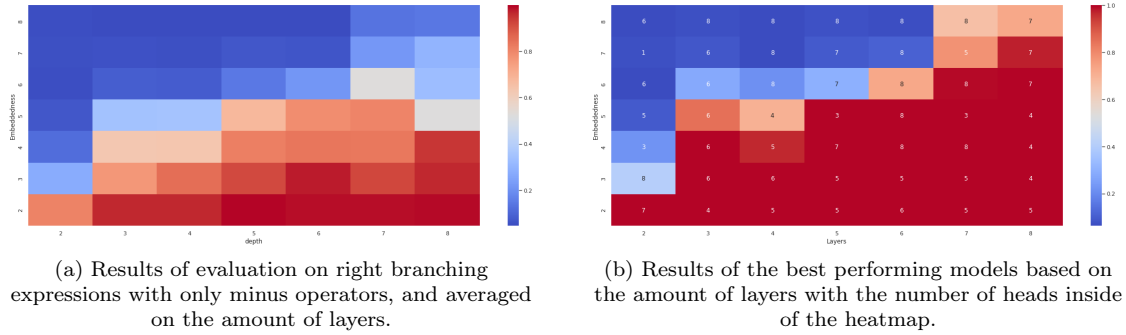 Embeddedness
8
7
6
5
4
3
2
2 3 4 5 6 7 8
depth
0.8
0.6
0.4
0.2
Embeddedness
8 6 8 8 8 8 8 7
7 1 6 8 7 8 5 7
6 6 6 8 7 8 8 7
5 5 6 4 3 8 3 4
4 3 6 5 7 8 8 4
3 8 6 6 5 5 5 4
2 7 4 5 5 6 5 5
2 3 4 5 6 7 8
Layers
1.0
0.8
0.6
0.4
0.2
(a) Results of evaluation on right branching
expressions with only minus operators, and averaged
on the amount of layers.
(b) Results of the best performing models based on
the amount of layers with the number of heads inside
of the heatmap.